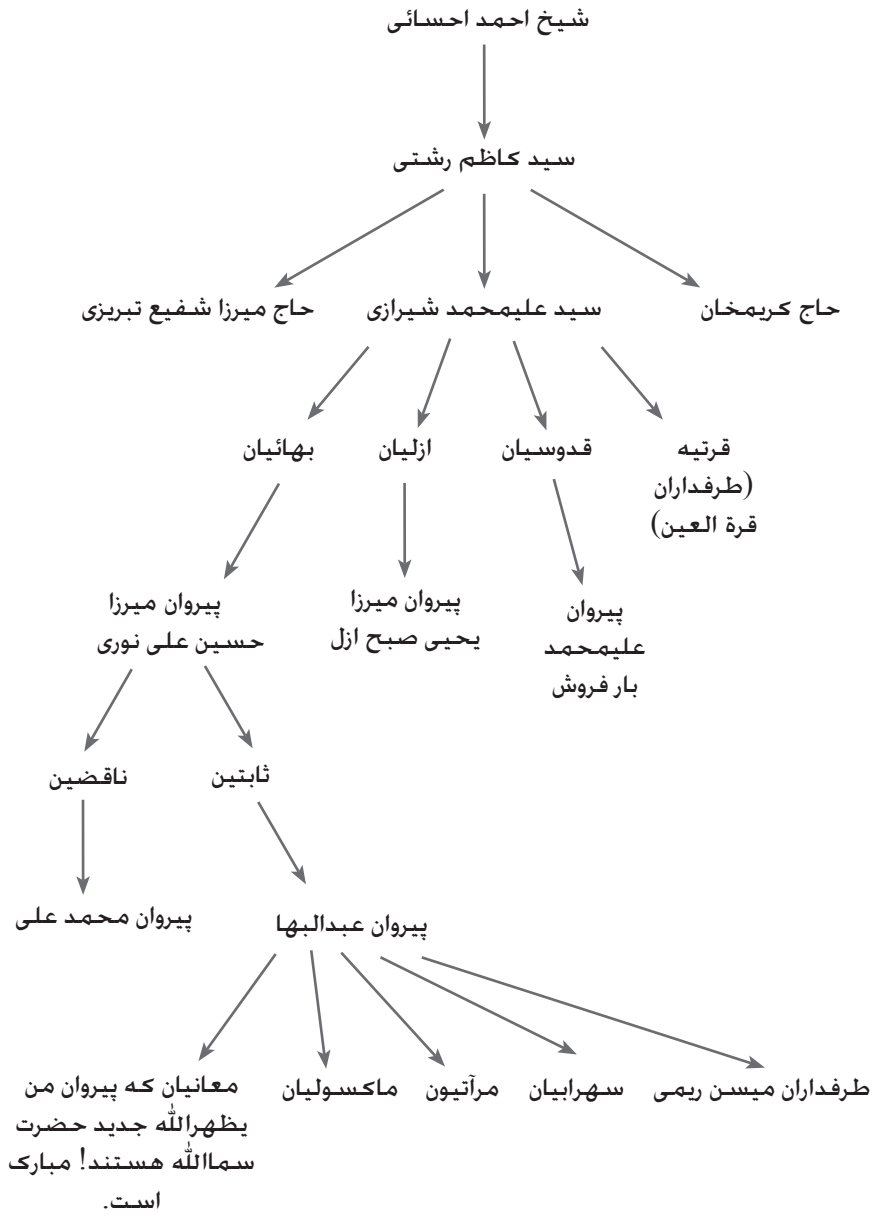 شیخ احمد احسائی
سید کاظم رشتی
حاج کریمخان
سید علیمحمد شیرازی
حاج میرزا شفیع تبریزی
قرتیه
(طرفداران
قرة العین)
قدوسیان
ازلیان
بهائیان
پیروان
علیمحمد
بار فروش
پیروان میرزا
یحیی صبح ازل
پیروان میرزا
حسین علی نوری
ثابتین
ناقضین
پیروان عبدالبها
پیروان محمد علی
طرفداران میسن ریمی
سهرابیان
مرآتیون
ماکسولیان
معانیان که پیروان من
یظهرالله جدید حضرت
سماالله هستند! مبارک
است.